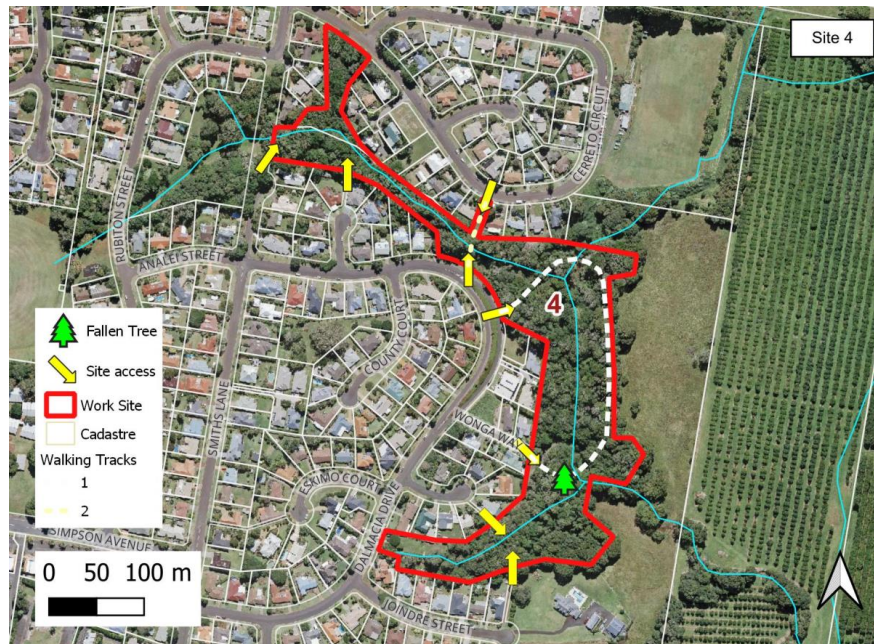 Site 4
CERRETO CIRCUIT
RUBITON STREET
ANALEI STREET
4
COUNTY COURT
SMITHS LANE
WONGA WAY
ESKIMO COURT
DALMACIA DRIVE
SIMPSON AVENUE
JOINDRE STREET
Fallen Tree
Site access
Work Site
Cadastre
Walking Tracks
1
2
0 50 100 m